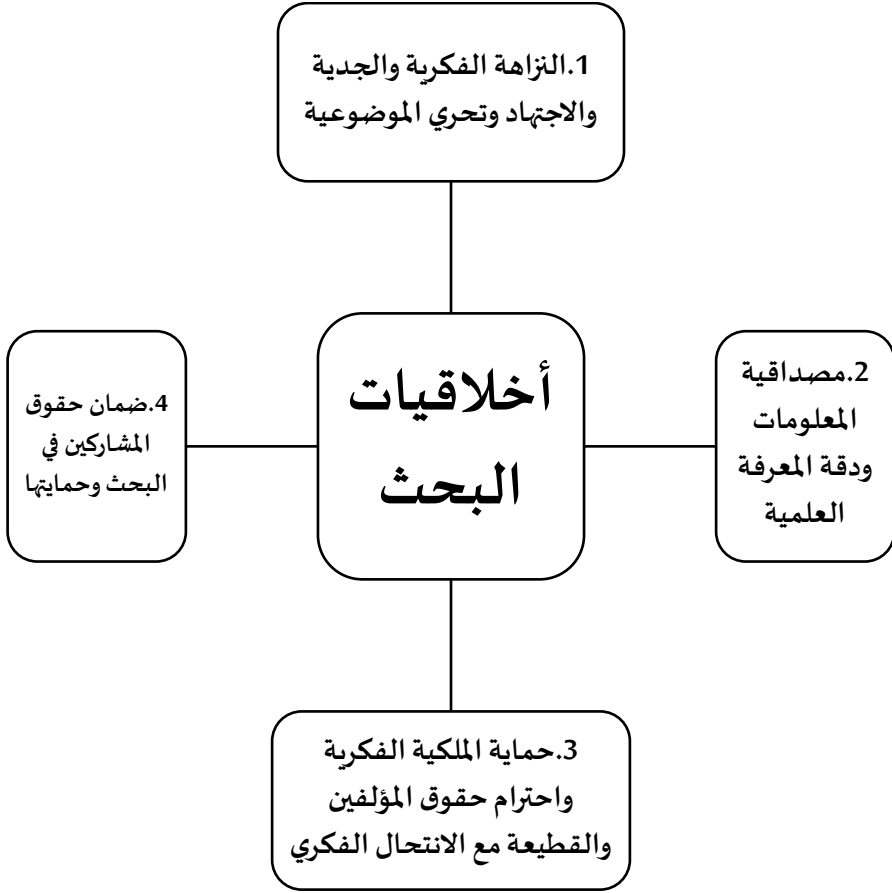 1.النزاهة الفكرية والجدية
والاجتهاد وتحري الموضوعية
أخلاقيات
البحث
2.مصداقية
المعلومات
ودقة المعرفة
العلمية
3.حماية الملكية الفكرية
واحترام حقوق المؤلفين
والقطيعة مع الانتحال الفكري
4.ضمان حقوق
المشاركين في
البحث وحمايتها